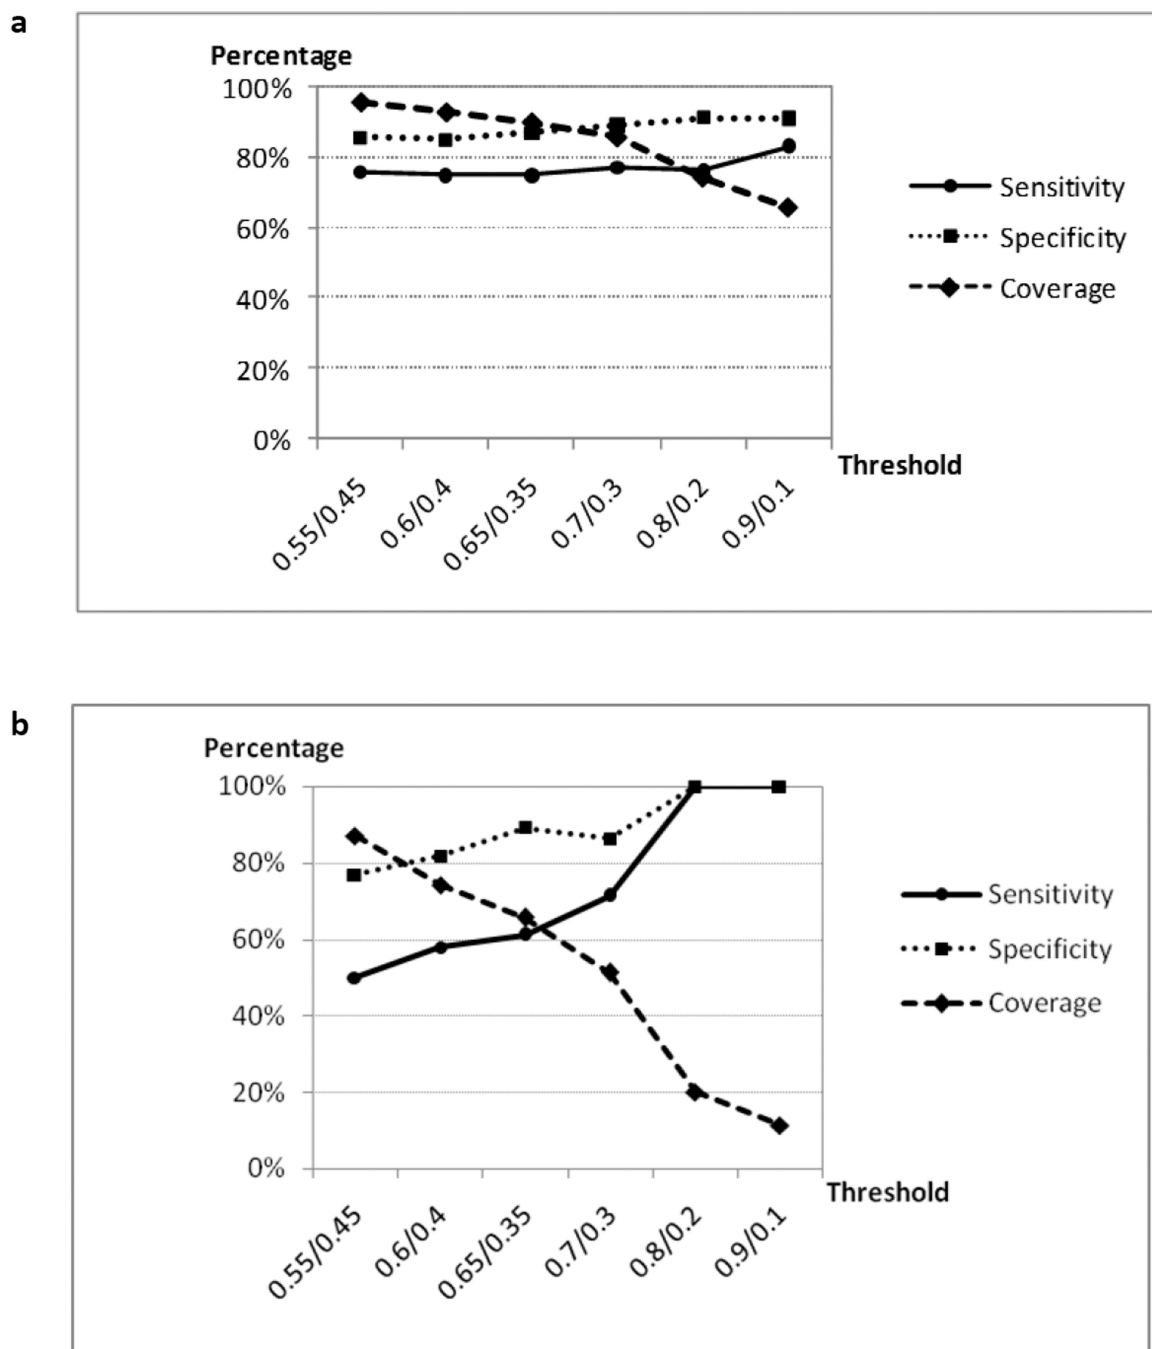 a
Percentage
100%
80%
60%
40%
20%
0%
Threshold
0.55/0.45
0.6/0.4
0.65/0.35
0.7/0.3
0.8/0.2
0.9/0.1
Sensitivity
Specificity
Coverage
b
Percentage
100%
80%
60%
40%
20%
0%
Threshold
0.55/0.45
0.6/0.4
0.65/0.35
0.7/0.3
0.8/0.2
0.9/0.1
Sensitivity
Specificity
Coverage